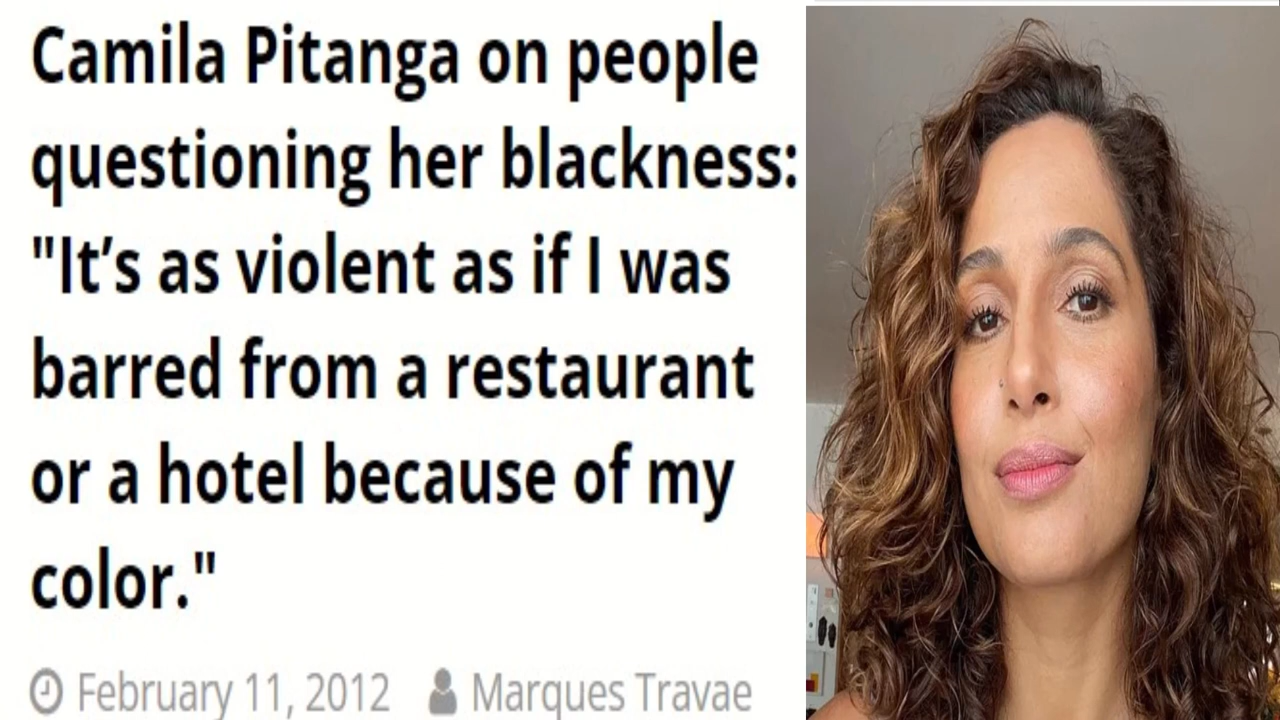 Camila Pitanga on people
questioning her blackness:
"It’s as violent as if I was
barred from a restaurant
or a hotel because of my
color."
February 11, 2012 Marques Travae